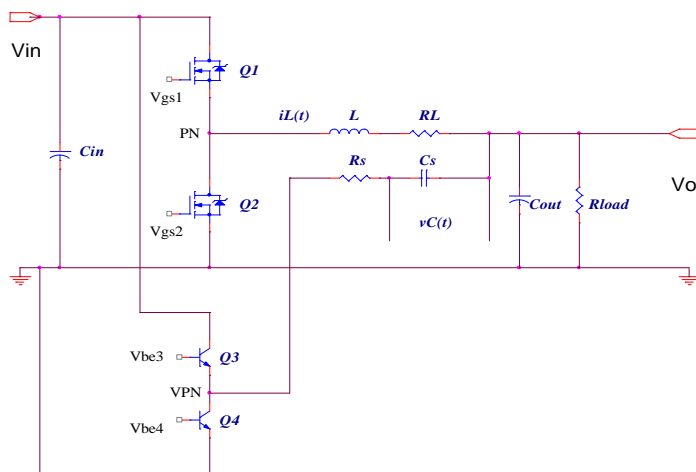 Vin
Q1
Vgs1
iL(t)
L
RL
PN
Cin
Rs
Cs
Vo
Q2
Cout
Rload
vC(t)
Vgs2
Vbe3
Q3
VPN
Vbe4
Q4